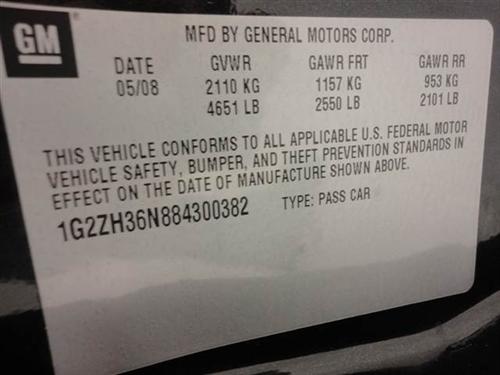 GM
MFD BY GENERAL MOTORS CORP.
DATE GVWR GAWR FRT GAWR RR
05/08 2110 KG 1157 KG 953 KG
4651 LB 2550 LB 2101 LB
THIS VEHICLE CONFORMS TO ALL APPLICABLE U.S. FEDERAL MOTOR
VEHICLE SAFETY, BUMPER, AND THEFT PREVENTION STANDARDS IN
EFFECT ON THE DATE OF MANUFACTURE SHOWN ABOVE.
1G2ZH36N884300382 TYPE: PASS CAR